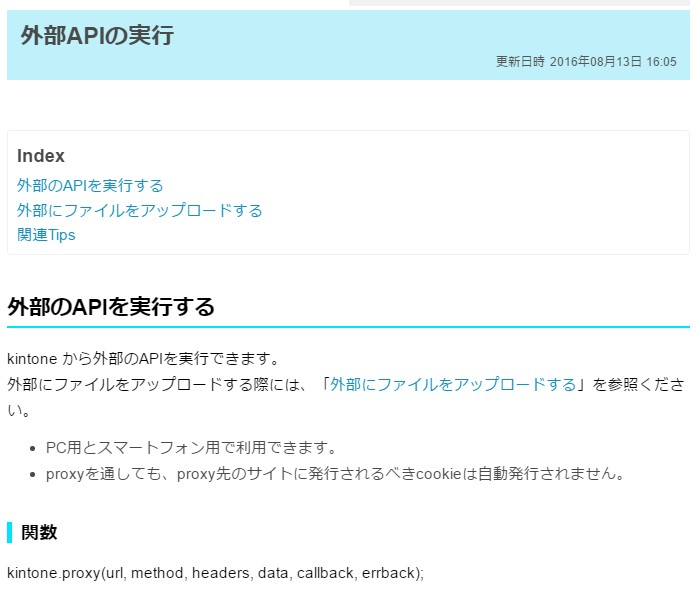 外部APIの実行
更新日時 2016年08月13日 16:05
Index
外部のAPIを実行する
外部にファイルをアップロードする
関連Tips
外部のAPIを実行する
kintone から外部のAPIを実行できます。
外部にファイルをアップロードする際には、「外部にファイルをアップロードする」を参照くださ
い。
• PC用とスマートフォン用で利用できます。
• proxyを通しても、proxy先のサイトに発行されるべきcookieは自動発行されません。
関数
kintone.proxy(url, method, headers, data, callback, errback);